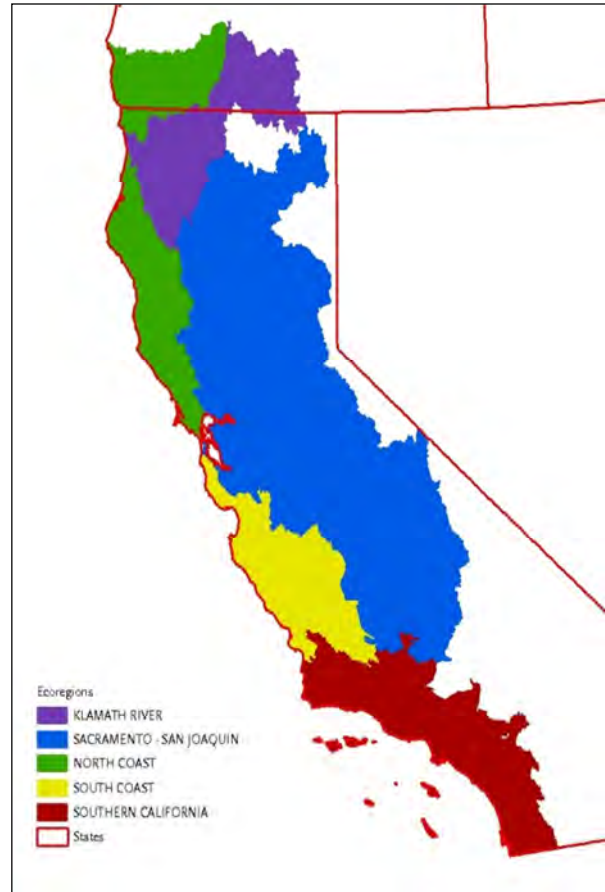 Ecoregions
KLAMATH RIVER
SACRAMENTO - SAN JOAQUIN
NORTH COAST
SOUTH COAST
SOUTHERN CALIFORNIA
States